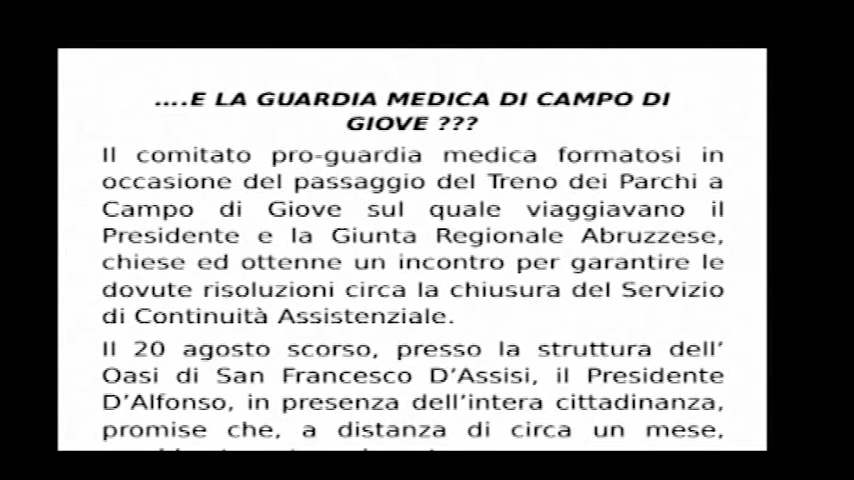 ....E LA GUARDIA MEDICA DI CAMPO DI
GIOVE ???
Il comitato pro-guardia medica formatosi in
occasione del passaggio del Treno dei Parchi a
Campo di Giove sul quale viaggiavano il
Presidente e la Giunta Regionale Abruzzese,
chiese ed ottenne un incontro per garantire le
dovute risoluzioni circa la chiusura del Servizio
di Continuità Assistenziale.
Il 20 agosto scorso, presso la struttura dell’
Oasi di San Francesco D’Assisi, il Presidente
D’Alfonso, in presenza dell’intera cittadinanza,
promise che, a distanza di circa un mese,